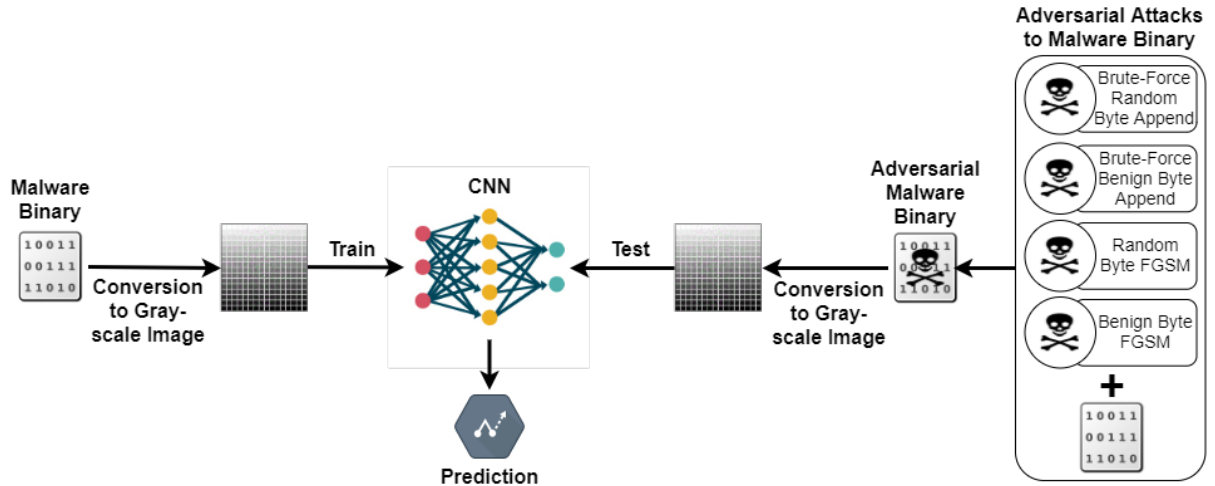 Adversarial Attacks
to Malware Binary
Brute-Force
Random
Byte Append
Brute-Force
Benign Byte
Append
Random
Byte FGSM
Benign Byte
FGSM
+
10011
00111
11010
Adversarial
Malware
Binary
10011
11010
Conversion
to Gray-
scale Image
Test
CNN
Prediction
Train
Malware
Binary
10011
00111
11010
Conversion
to Gray-
scale Image